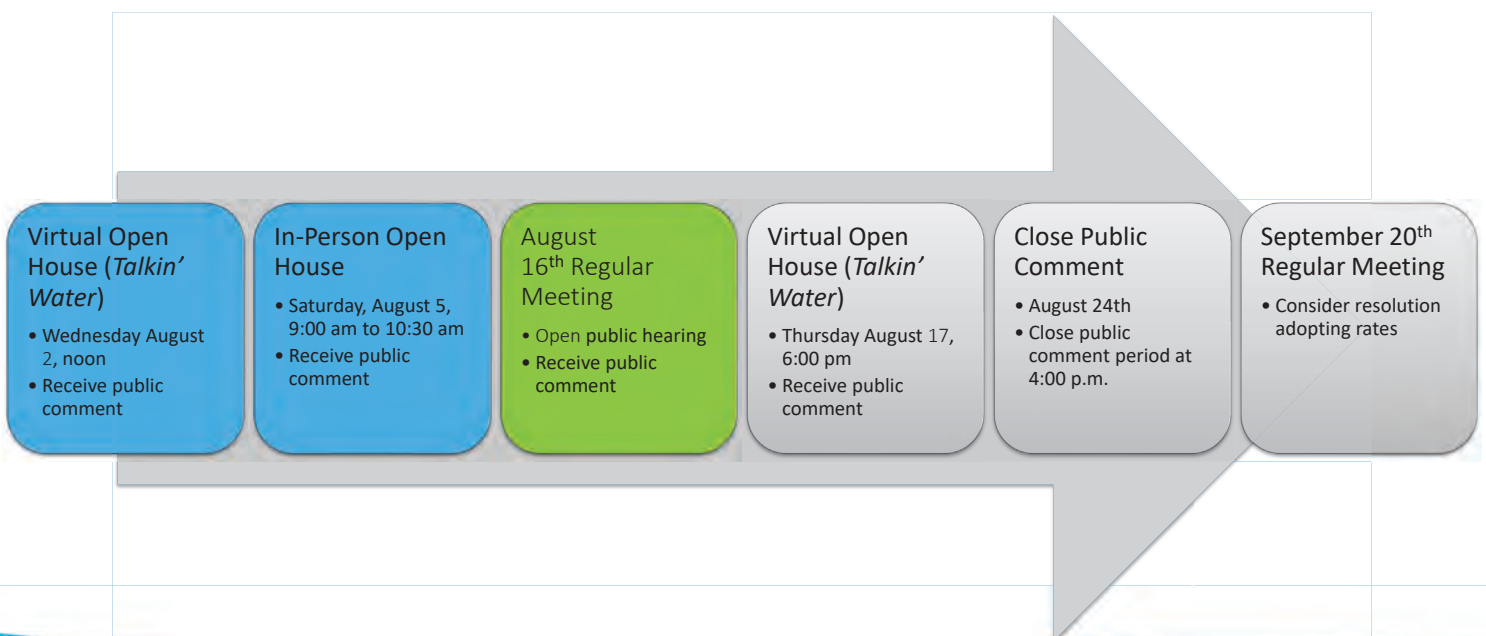 Virtual Open
House (Talkin’
Water)
• Wednesday August
2, noon
• Receive public
comment
In-Person Open
House
• Saturday, August 5,
9:00 am to 10:30 am
• Receive public
comment
August
16th Regular
Meeting
• Open public hearing
• Receive public
comment
Virtual Open
House (Talkin’
Water)
• Thursday August 17,
6:00 pm
• Receive public
comment
Close Public
Comment
• August 24th
• Close public
comment period at
4:00 p.m.
September 20th
Regular Meeting
• Consider resolution
adopting rates